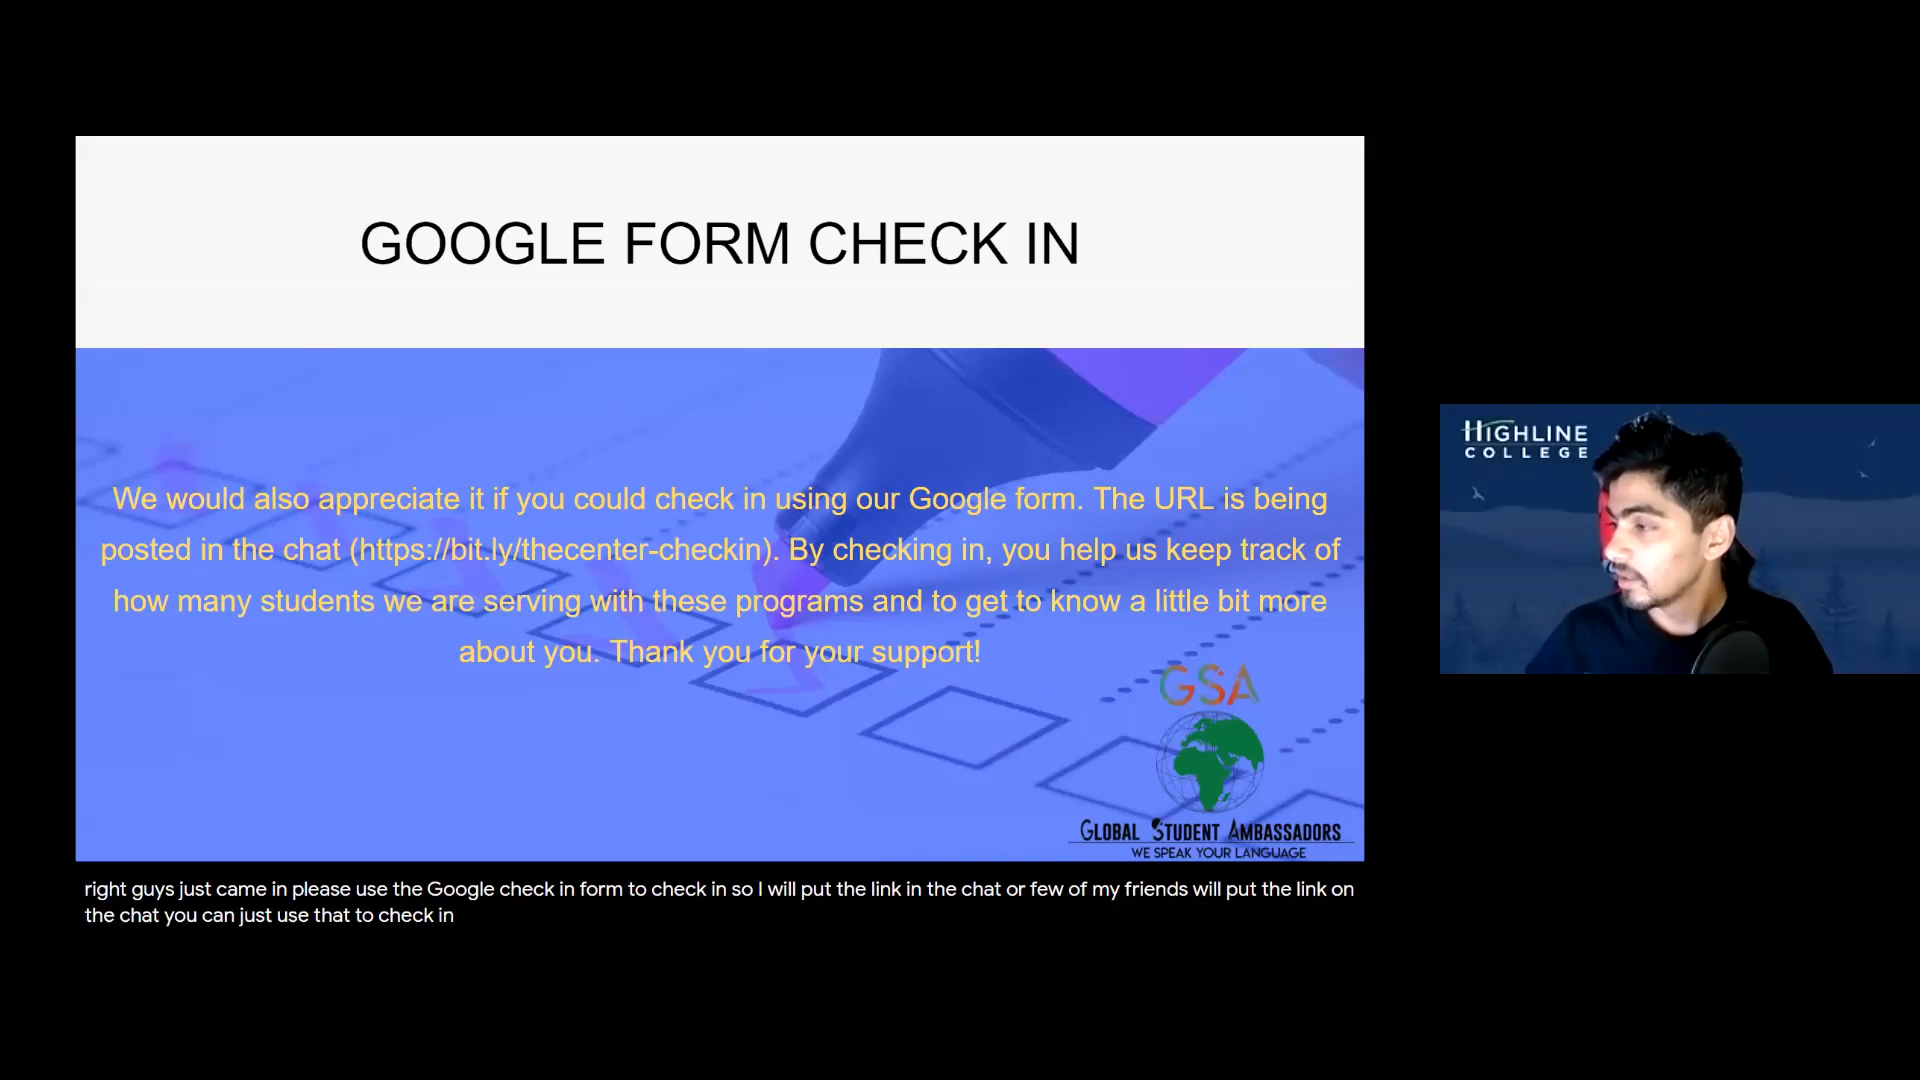 GOOGLE FORM CHECK IN
We would also appreciate it if you could check in using our Google form. The URL is being
posted in the chat (https://bit.ly/thecenter-checkin). By checking in, you help us keep track of
how many students we are serving with these programs and to get to know a little bit more
about you. Thank you for your support!
GSA
GLOBAL STUDENT AMBASSADORS
WE SPEAK YOUR LANGUAGE
HIGHLINE
COLLEGE
right guys just came in please use the Google check in form to check in so I will put the link in the chat or few of my friends will put the link on
the chat you can just use that to check in